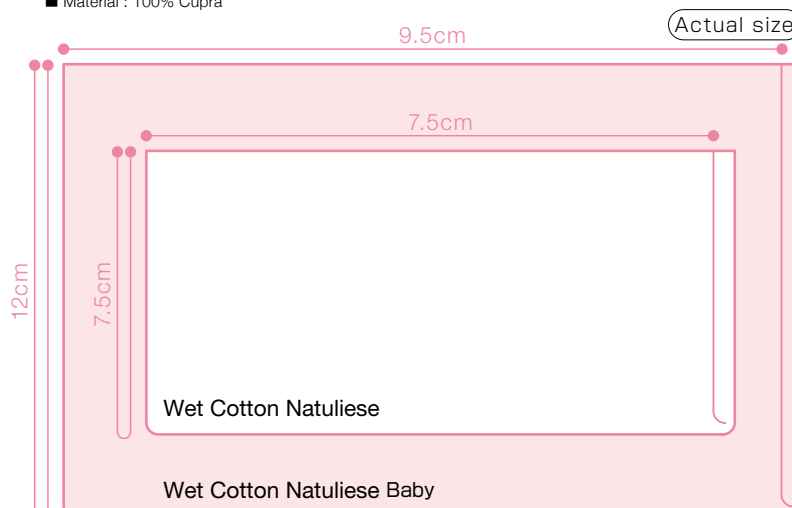 ■ Material : 100% Cupra
Actual size
9.5cm
7.5cm
12cm
7.5cm
Wet Cotton Natuliese
Wet Cotton Natuliese Baby